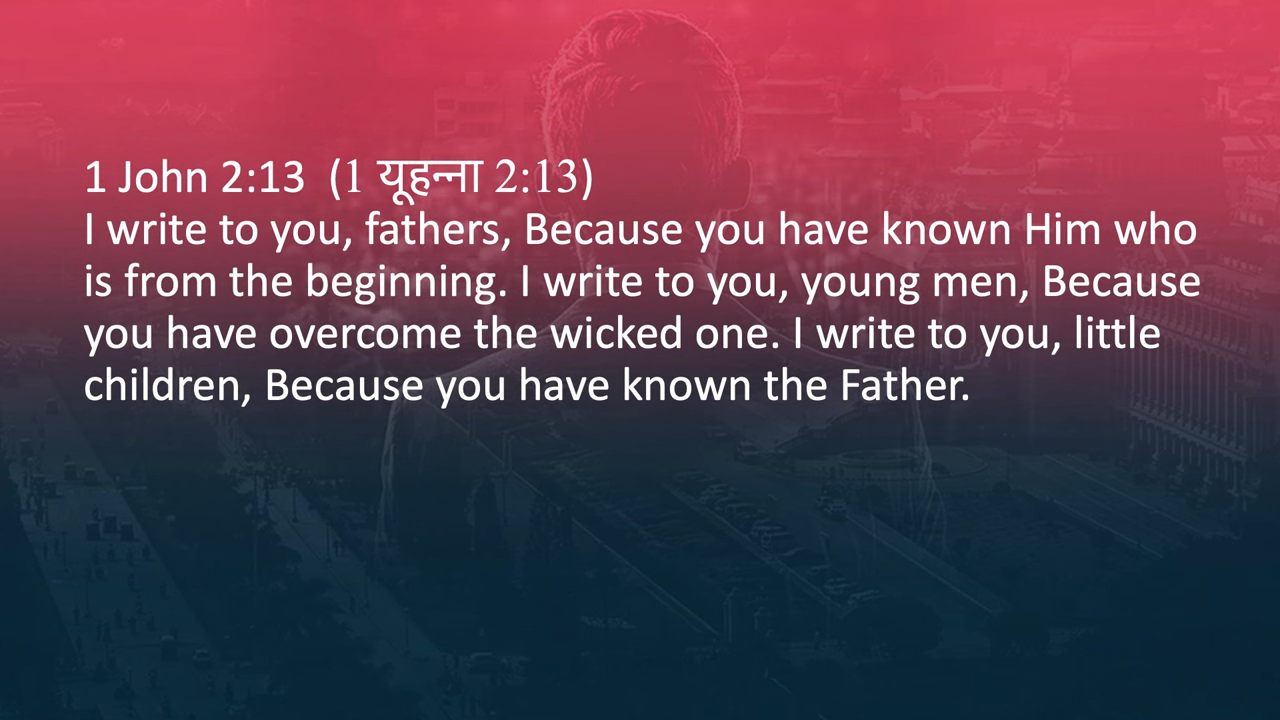 1 John 2:13 (1 यूहन्ना 2:13)
I write to you, fathers, Because you have known Him who
is from the beginning. I write to you, young men, Because
you have overcome the wicked one. I write to you, little
children, Because you have known the Father.